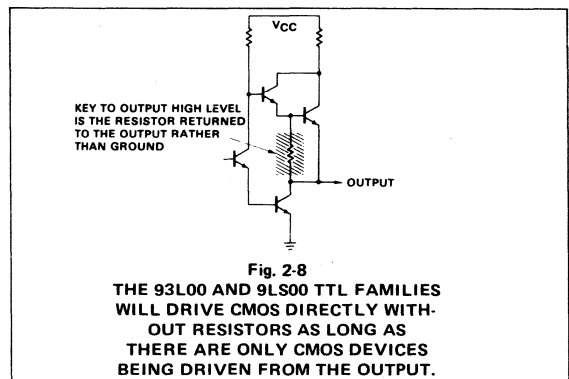 VCC
KEY TO OUTPUT HIGH LEVEL
IS THE RESISTOR RETURNED
TO THE OUTPUT RATHER
THAN GROUND
OUTPUT
Fig. 2-8
THE 93L00 AND 9LS00 TTL FAMILIES
WILL DRIVE CMOS DIRECTLY WITH-
OUT RESISTORS AS LONG AS
THERE ARE ONLY CMOS DEVICES
BEING DRIVEN FROM THE OUTPUT.